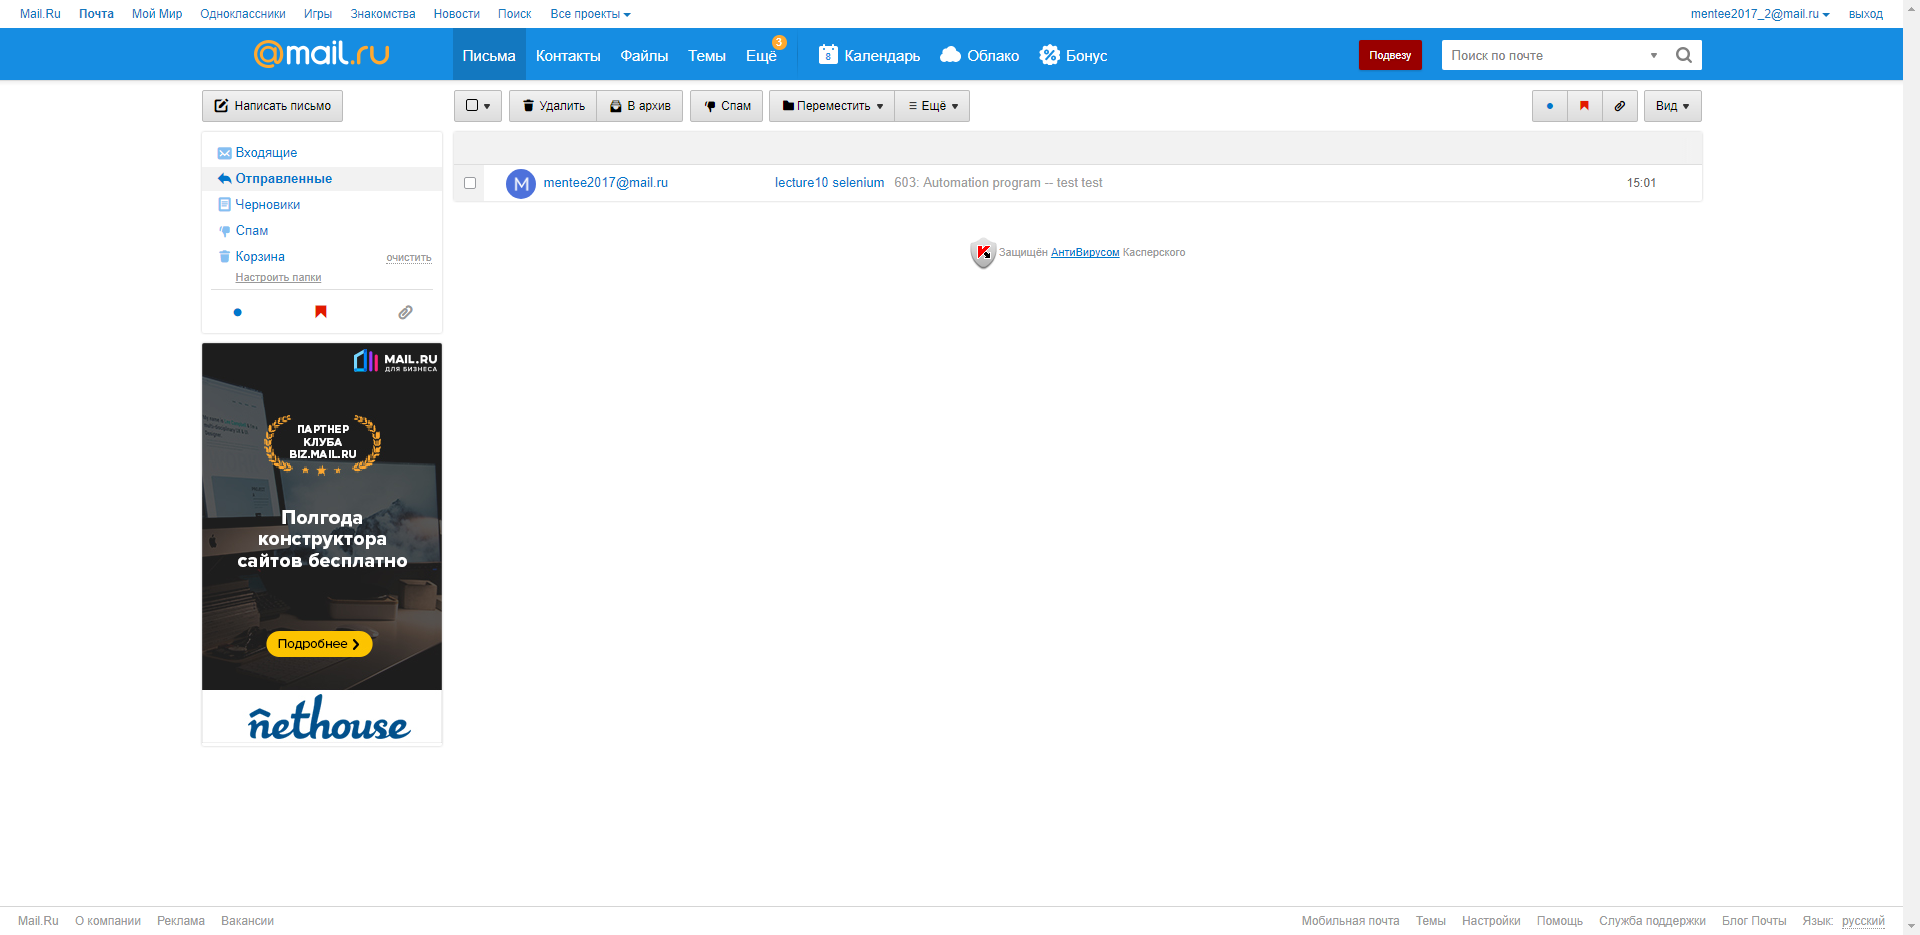 Mail.Ru Почта Мой Мир Одноклассники Игры Знакомства Новости Поиск Все проекты mentee2017_2@mail.ru выход
@mail.ru Письма Контакты Файлы Темы Ещё 3 8 Календарь Облако Бонус Подвезу Поиск по почте
Написать письмо Удалить В архив Спам Переместить Ещё Вид
Входящие
Отправленные
M mentee2017@mail.ru lecture10 selenium 603: Automation program -- test test 15:01
Черновики
Спам
Корзина очистить
Настроить папки
Защищён АнтиВирусом Касперского
MAIL.RU
ДЛЯ БИЗНЕСА
ПАРТНЕР
КЛУБА
BIZ.MAIL.RU
Полгода
конструктора
сайтов бесплатно
Подробнее
nethouse
Mail.Ru О компании Реклама Вакансии Мобильная почта Темы Настройки Помощь Служба поддержки Блог Почты Язык: русский